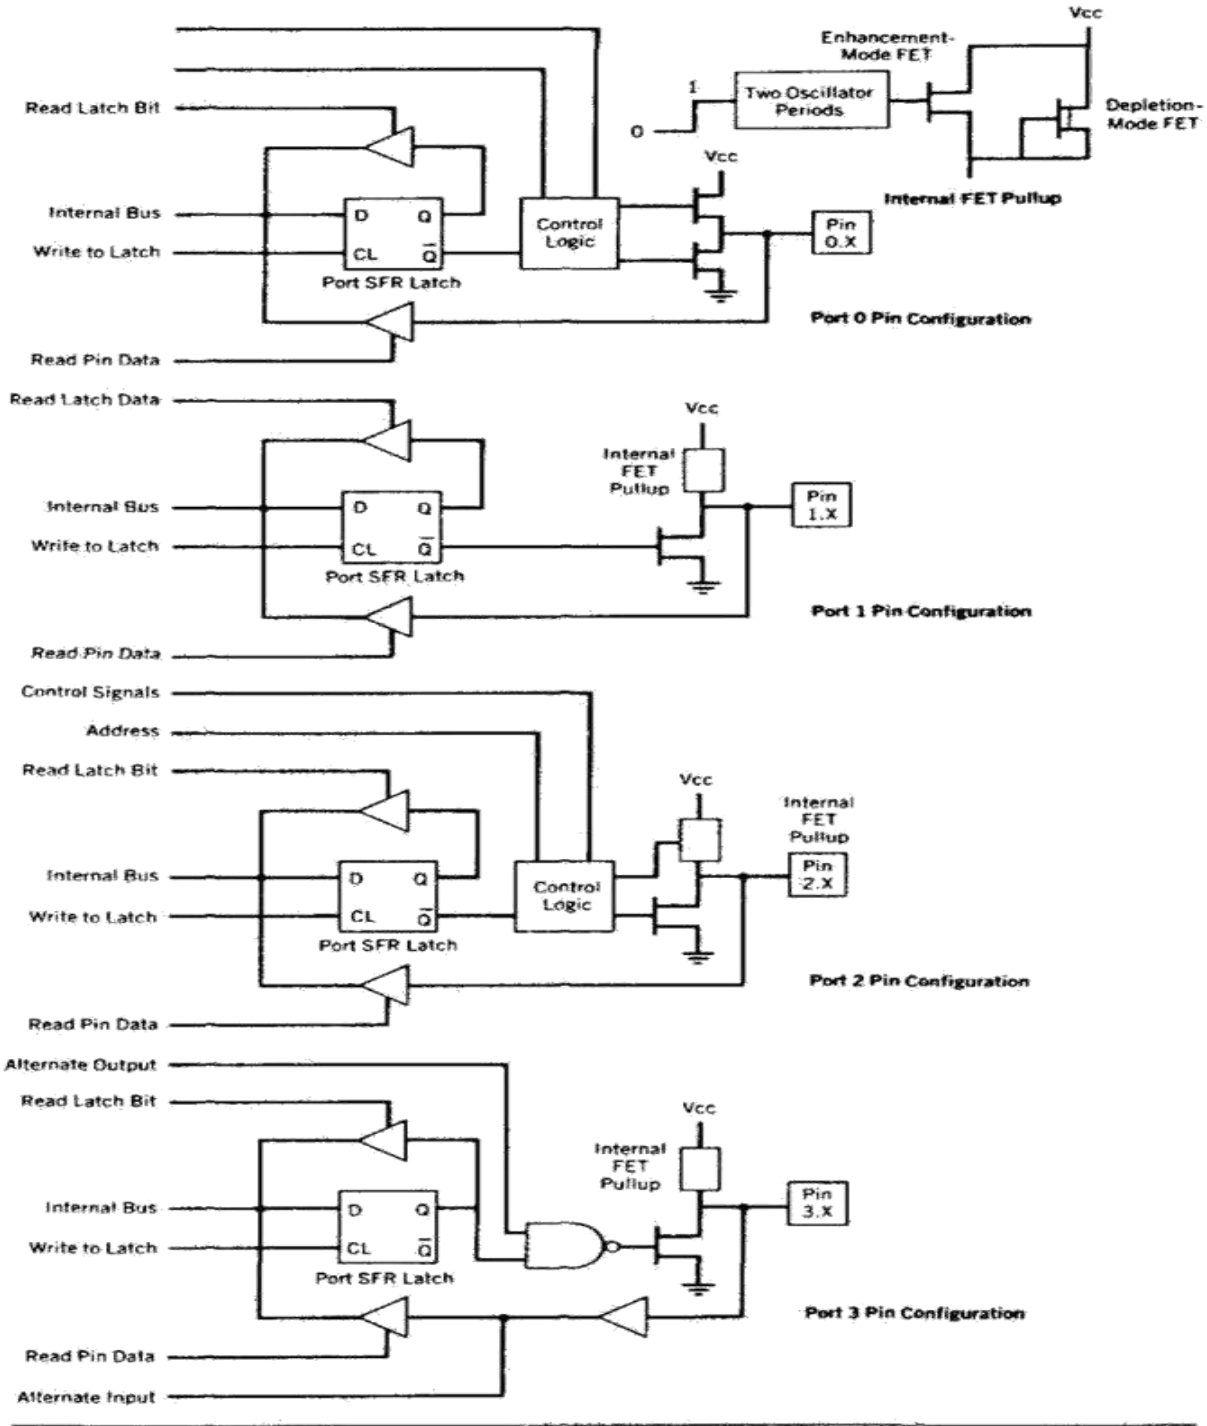 Vcc
Enhancement-
Mode FET
Read Latch Bit
1
Two Oscillator
Periods
Depletion-
Mode FET
0
Vcc
Internal FET Pullup
Internal Bus
D
Q
Control
Logic
Pin
0.X
Write to Latch
CL
Q̅
Port SFR Latch
Port 0 Pin Configuration
Read Pin Data
Read Latch Data
Vcc
Internal
FET
Pullup
Internal Bus
D
Q
Pin
1.X
Write to Latch
CL
Q̅
Port SFR Latch
Port 1 Pin Configuration
Read Pin Data
Control Signals
Address
Read Latch Bit
Vcc
Internal
FET
Pullup
Internal Bus
D
Q
Control
Logic
Pin
2.X
Write to Latch
CL
Q̅
Port SFR Latch
Port 2 Pin Configuration
Read Pin Data
Alternate Output
Read Latch Bit
Vcc
Internal
FET
Pullup
Internal Bus
D
Q
Pin
3.X
Write to Latch
CL
Q̅
Port SFR Latch
Port 3 Pin Configuration
Read Pin Data
Alternate Input